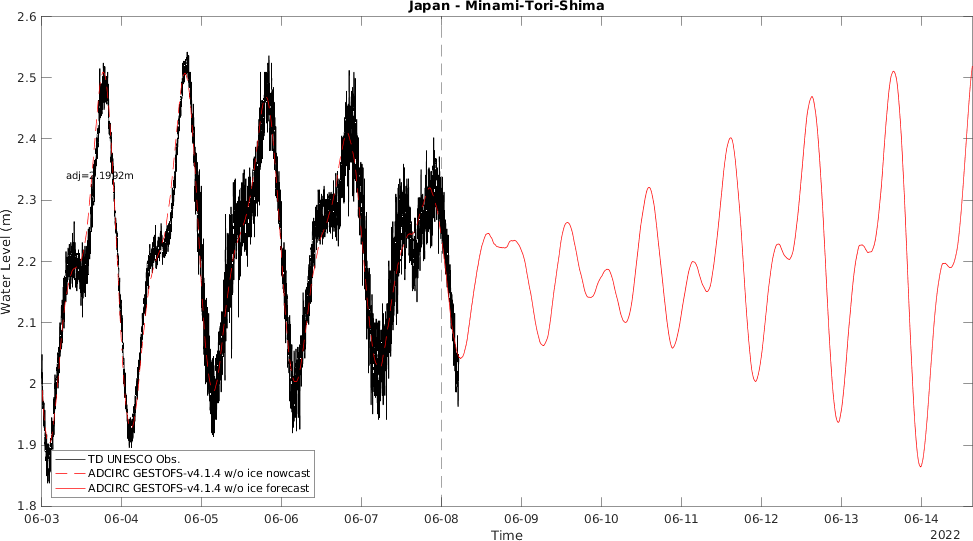 Japan - Minami-Tori-Shima
2.6
2.5
2.4
2.3
2.2
2.1
2
1.9
1.8
Water Level (m)
adj=2.1992m
TD UNESCO Obs.
ADCIRC GESTOFS-v4.1.4 w/o ice nowcast
ADCIRC GESTOFS-v4.1.4 w/o ice forecast
06-03 06-04 06-05 06-06 06-07 06-08 06-09 06-10 06-11 06-12 06-13 06-14
Time
2022